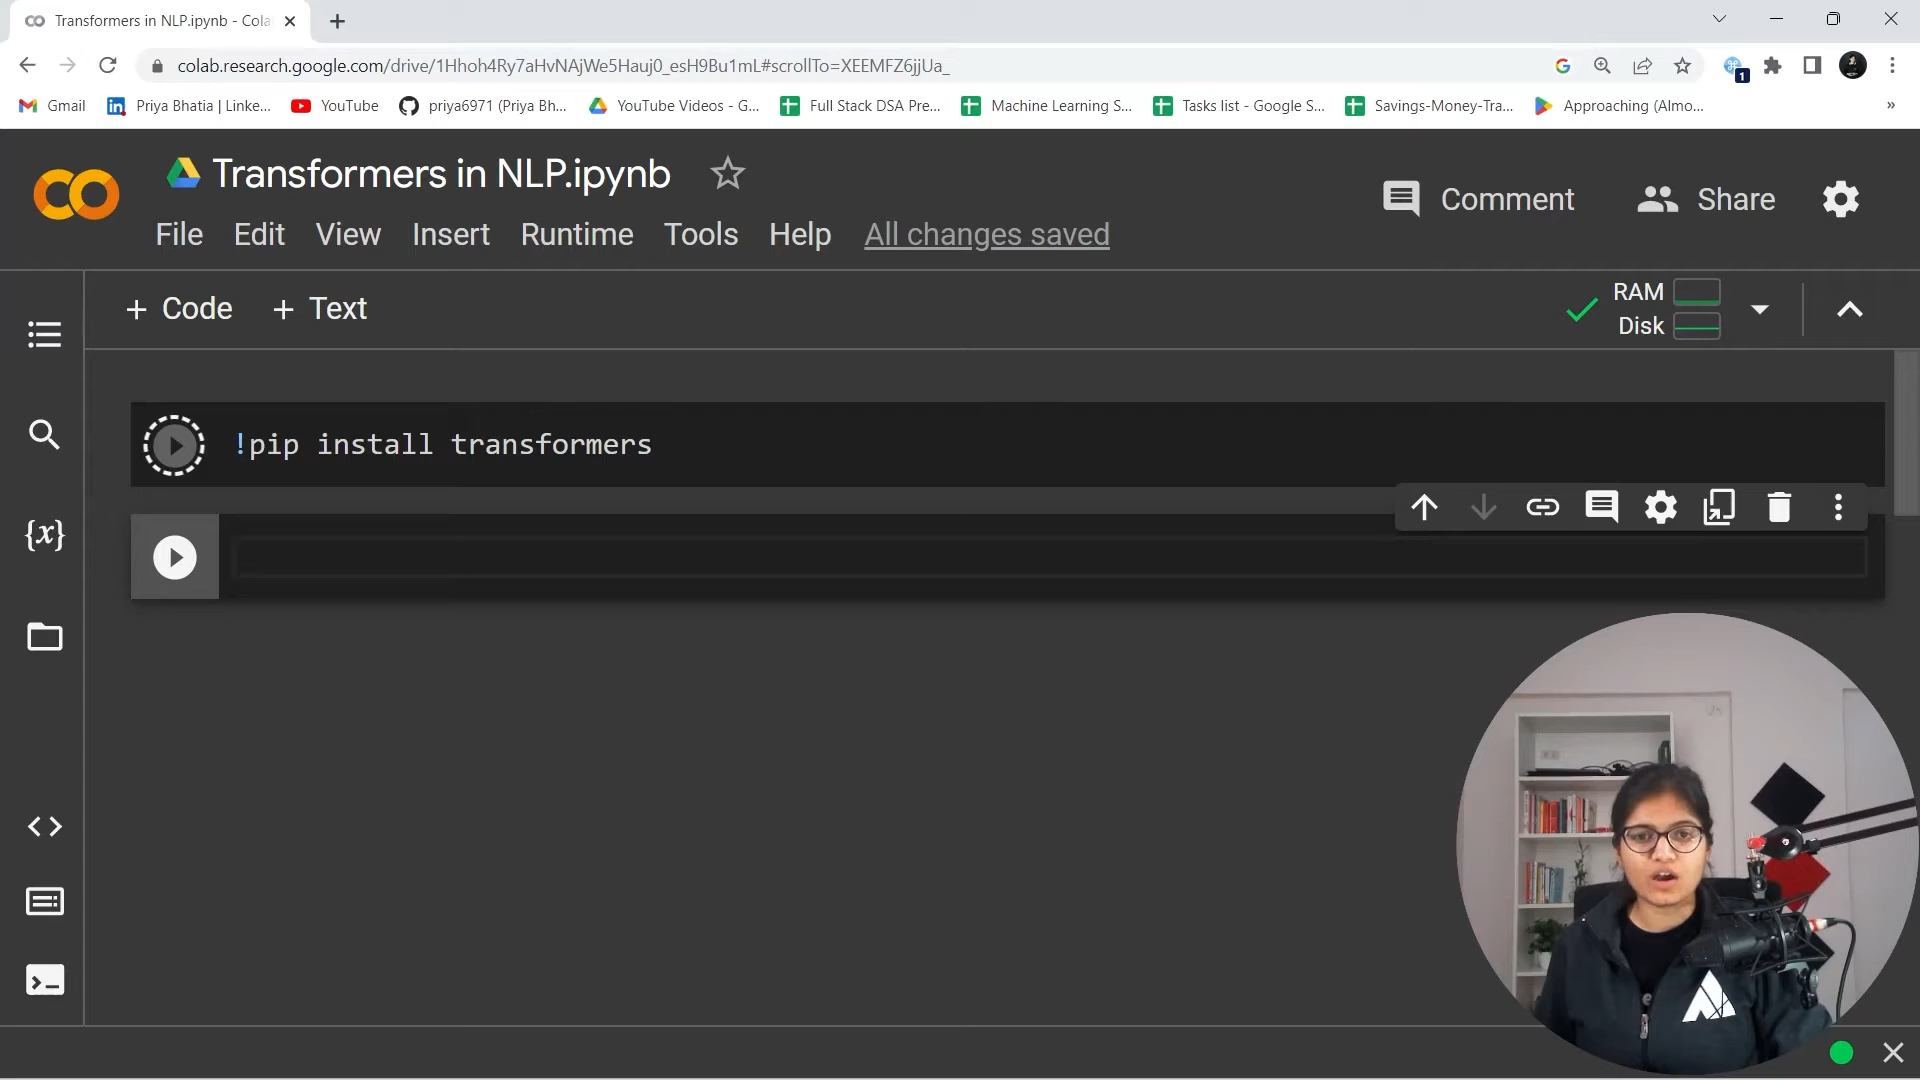 Transformers in NLP.ipynb - Cola
colab.research.google.com/drive/1Hhoh4Ry7aHvNAjWe5Hauj0_esH9Bu1mL#scrollTo=XEEMFZ6jjUa_
1
Gmail
Priya Bhatia | Linke...
YouTube
priya6971 (Priya Bh...
YouTube Videos - G...
Full Stack DSA Pre...
Machine Learning S...
Tasks list - Google S...
Savings-Money-Tra...
Approaching (Almo...
»
Transformers in NLP.ipynb
Comment
Share
File Edit View Insert Runtime Tools Help All changes saved
+ Code + Text
RAM
Disk
!pip install transformers
{x}